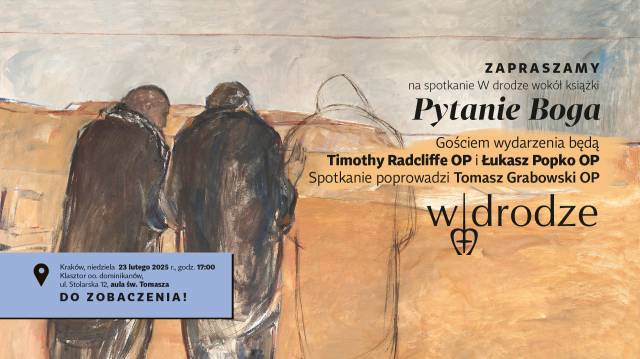 ZAPRASZAMY
na spotkanie W drodze wokół książki
Pytanie Boga
Gościem wydarzenia będą
Timothy Radcliffe OP i Łukasz Popko OP
Spotkanie poprowadzi Tomasz Grabowski OP
w drodze
Kraków, niedziela 23 lutego 2025 r., godz. 17:00
Klasztor oo. dominikanów,
ul. Stolarska 12, aula św. Tomasza
DO ZOBACZENIA!